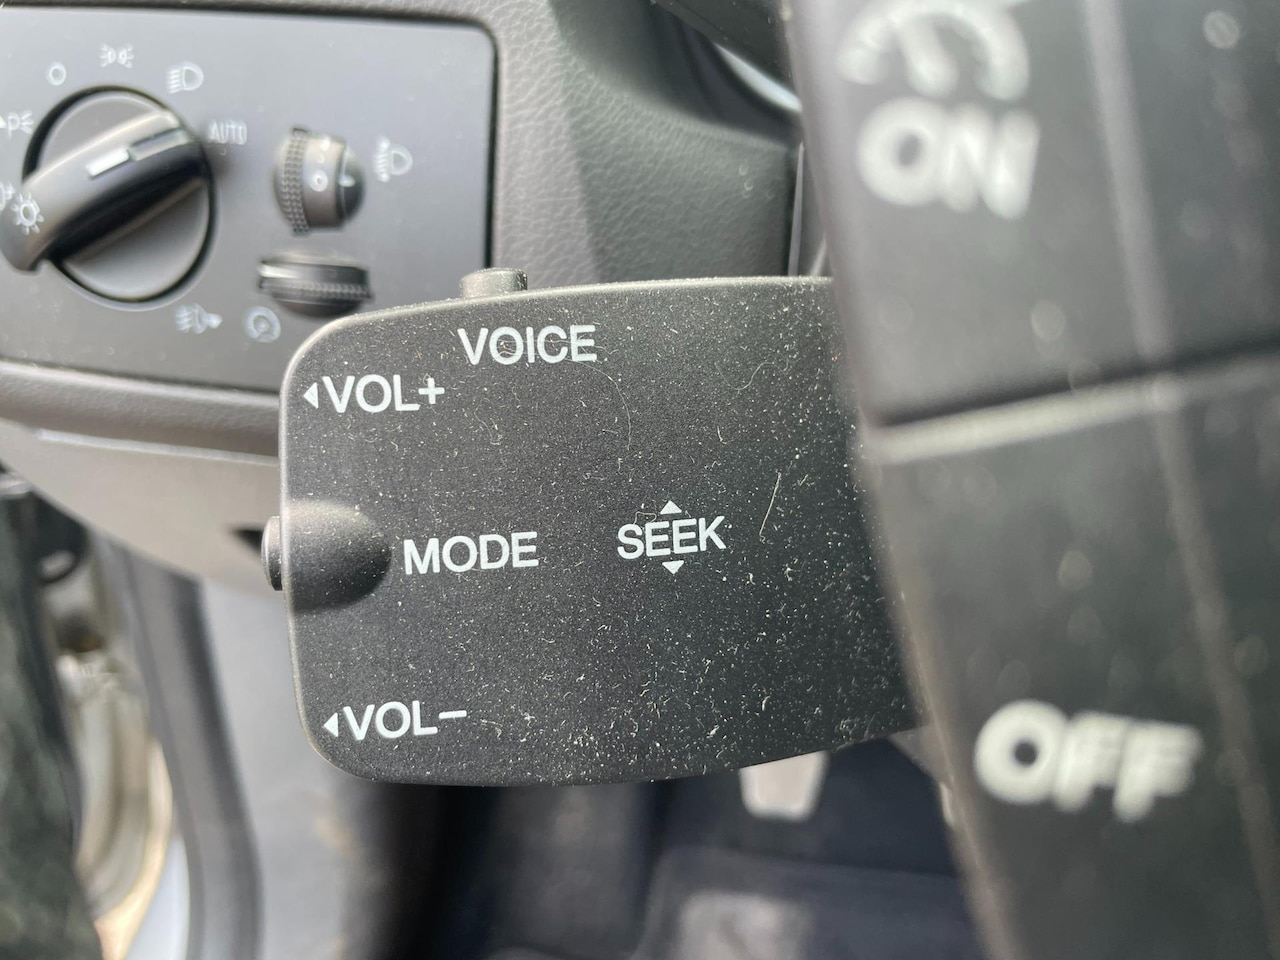 AUTO
ON
VOICE
VOL+
MODE
SEEK
VOL-
OFF